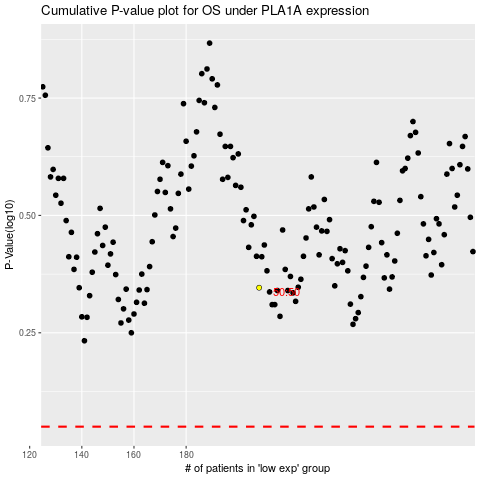 Cumulative P-value plot for OS under PLA1A expression
P-Value(log10)
0.75
0.50
0.25
120 140 160 180
# of patients in 'low exp' group